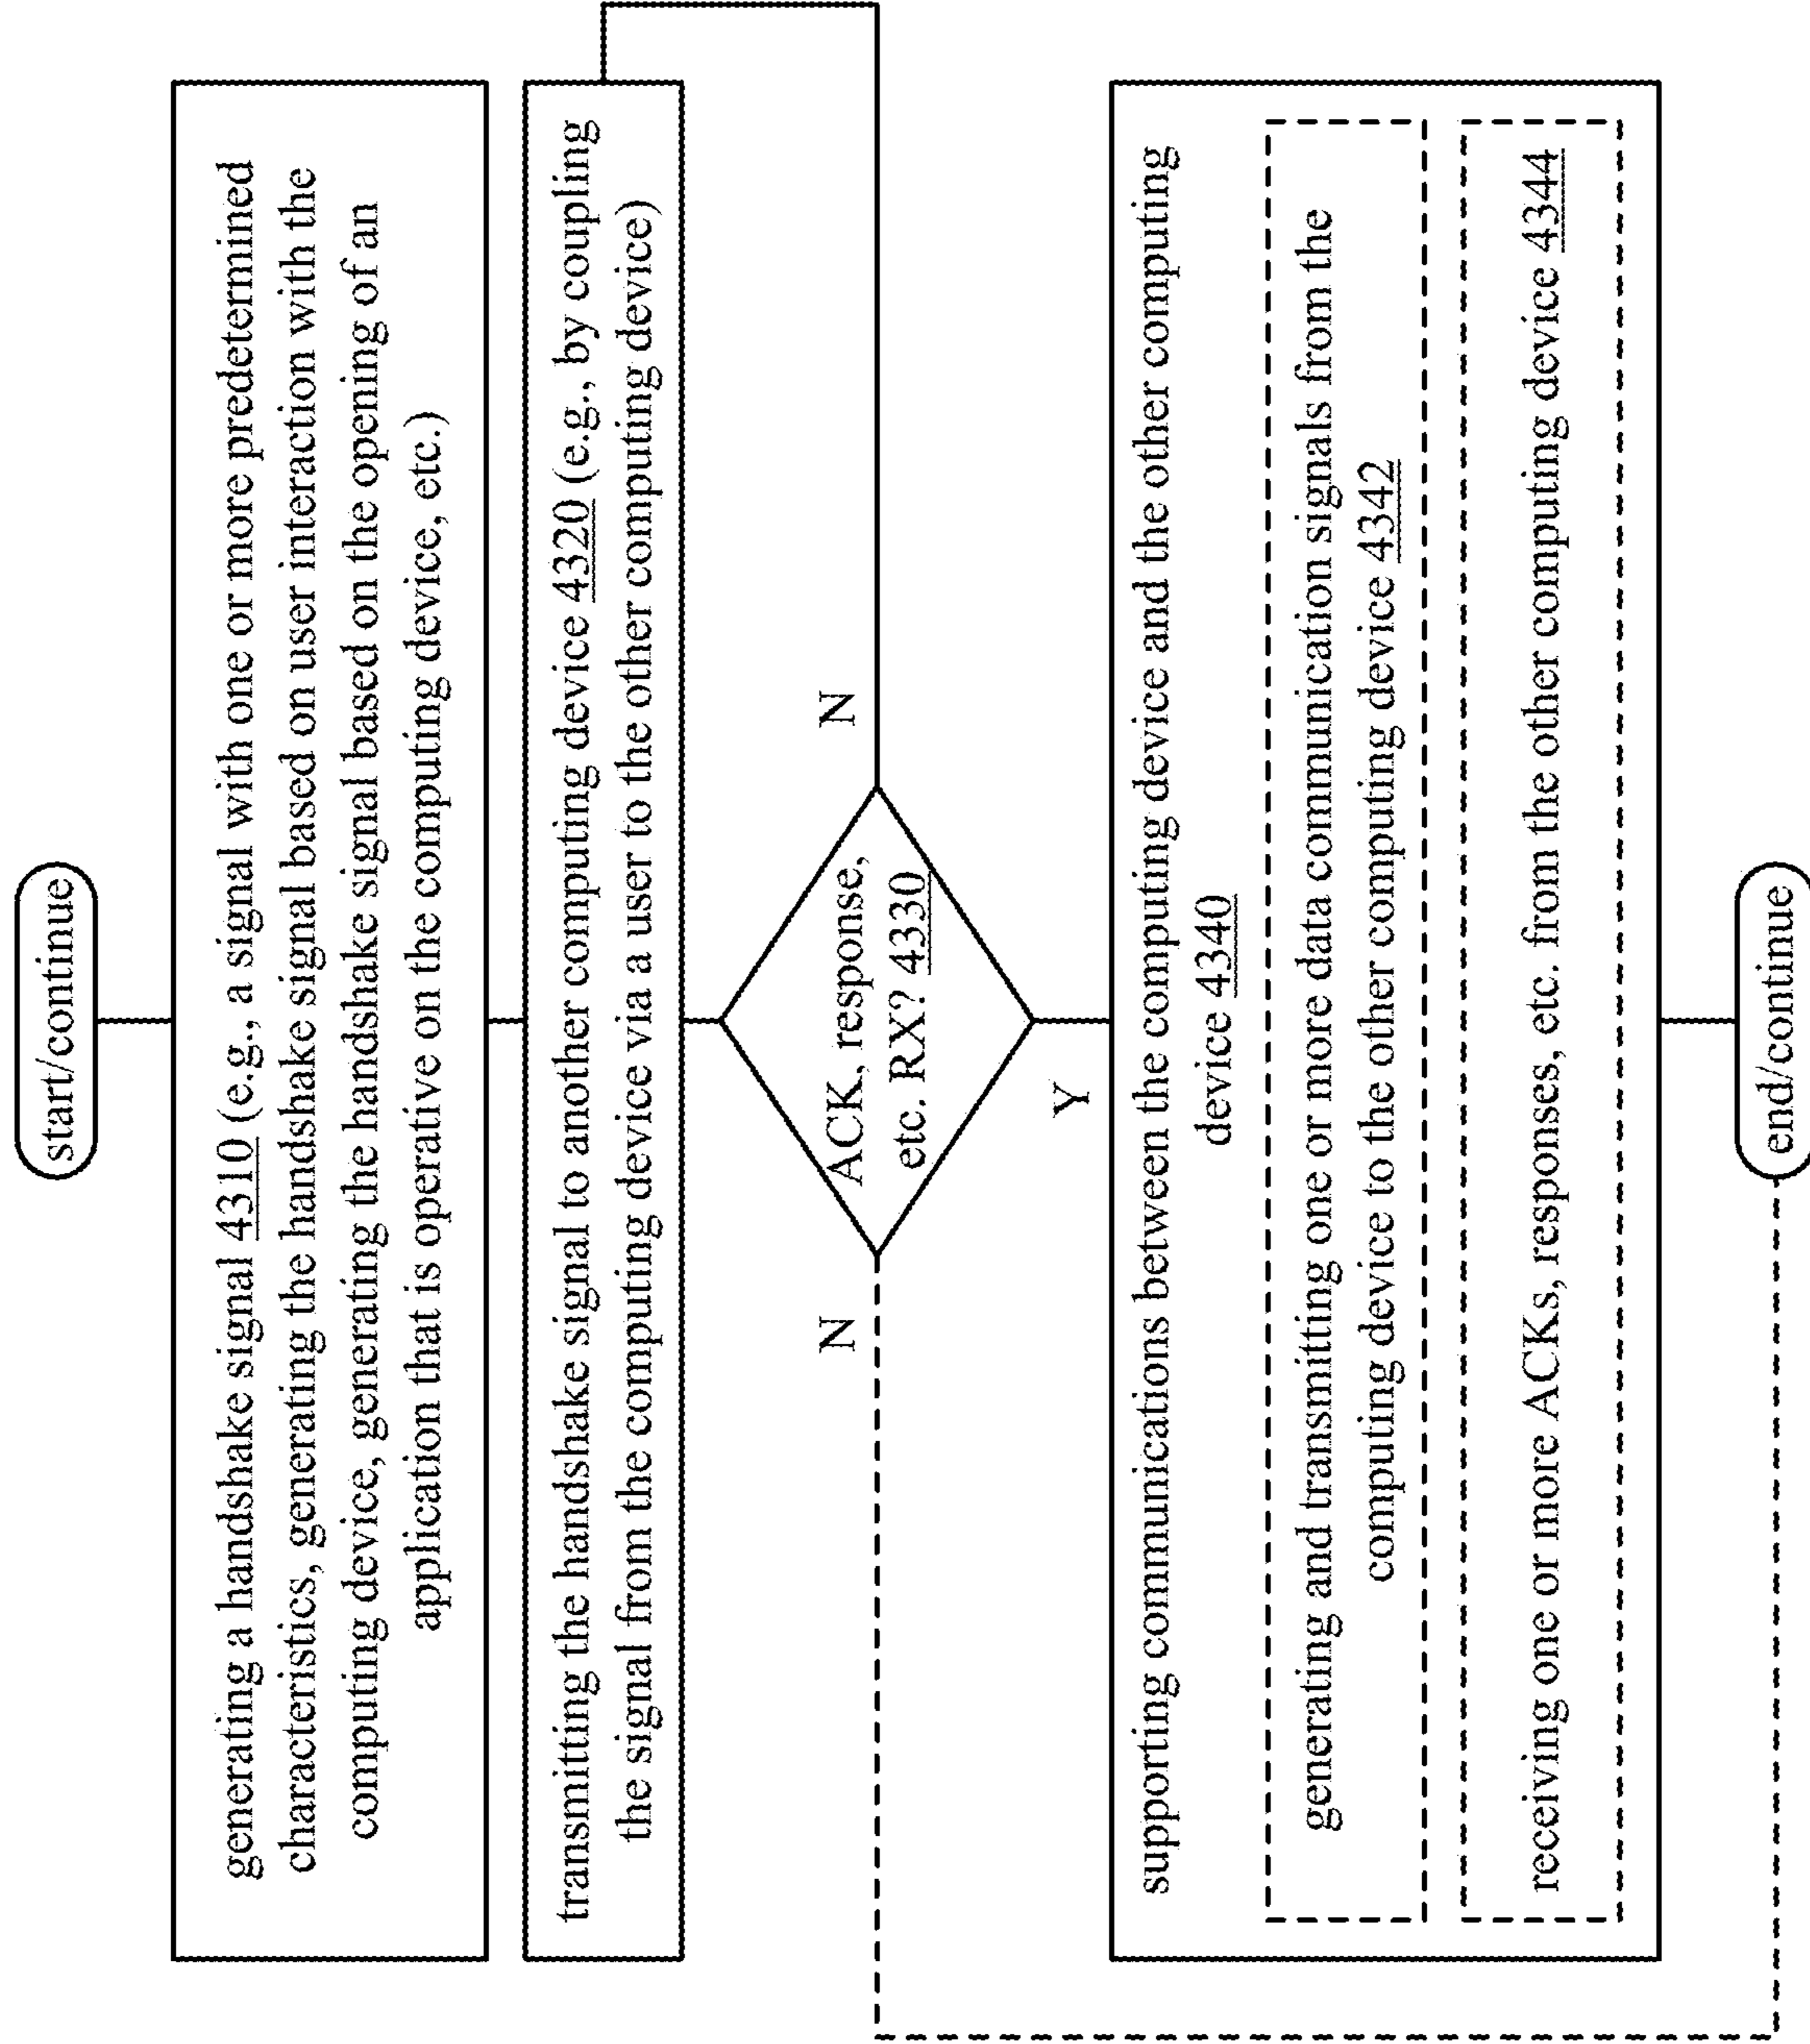 start/continue
generating a handshake signal 4310 (e.g., a signal with one or more predetermined
characteristics, generating the handshake signal based on user interaction with the
computing device, generating the handshake signal based on the opening of an
application that is operative on the computing device, etc.)
transmitting the handshake signal to another computing device 4320 (e.g., by coupling
the signal from the computing device via a user to the other computing device)
ACK, response,
etc. RX? 4330
N
N
Y
supporting communications between the computing device and the other computing
device 4340
generating and transmitting one or more data communication signals from the
computing device to the other computing device 4342
receiving one or more ACKs, responses, etc. from the other computing device 4344
end/continue